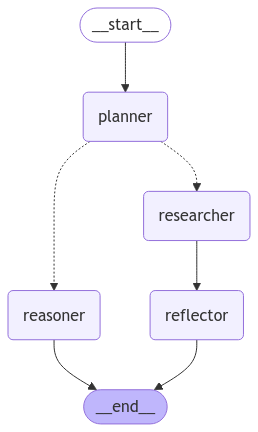 __start__
planner
researcher
reasoner
reflector
__end__